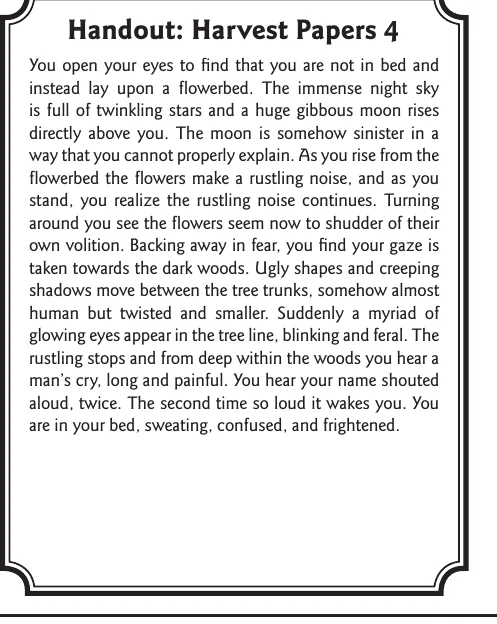 Handout: Harvest Papers 4
You open your eyes to find that you are not in bed and
instead lay upon a flowerbed. The immense night sky
is full of twinkling stars and a huge gibbous moon rises
directly above you. The moon is somehow sinister in a
way that you cannot properly explain. As you rise from the
flowerbed the flowers make a rustling noise, and as you
stand, you realize the rustling noise continues. Turning
around you see the flowers seem now to shudder of their
own volition. Backing away in fear, you find your gaze is
taken towards the dark woods. Ugly shapes and creeping
shadows move between the tree trunks, somehow almost
human but twisted and smaller. Suddenly a myriad of
glowing eyes appear in the tree line, blinking and feral. The
rustling stops and from deep within the woods you hear a
man’s cry, long and painful. You hear your name shouted
aloud, twice. The second time so loud it wakes you. You
are in your bed, sweating, confused, and frightened.